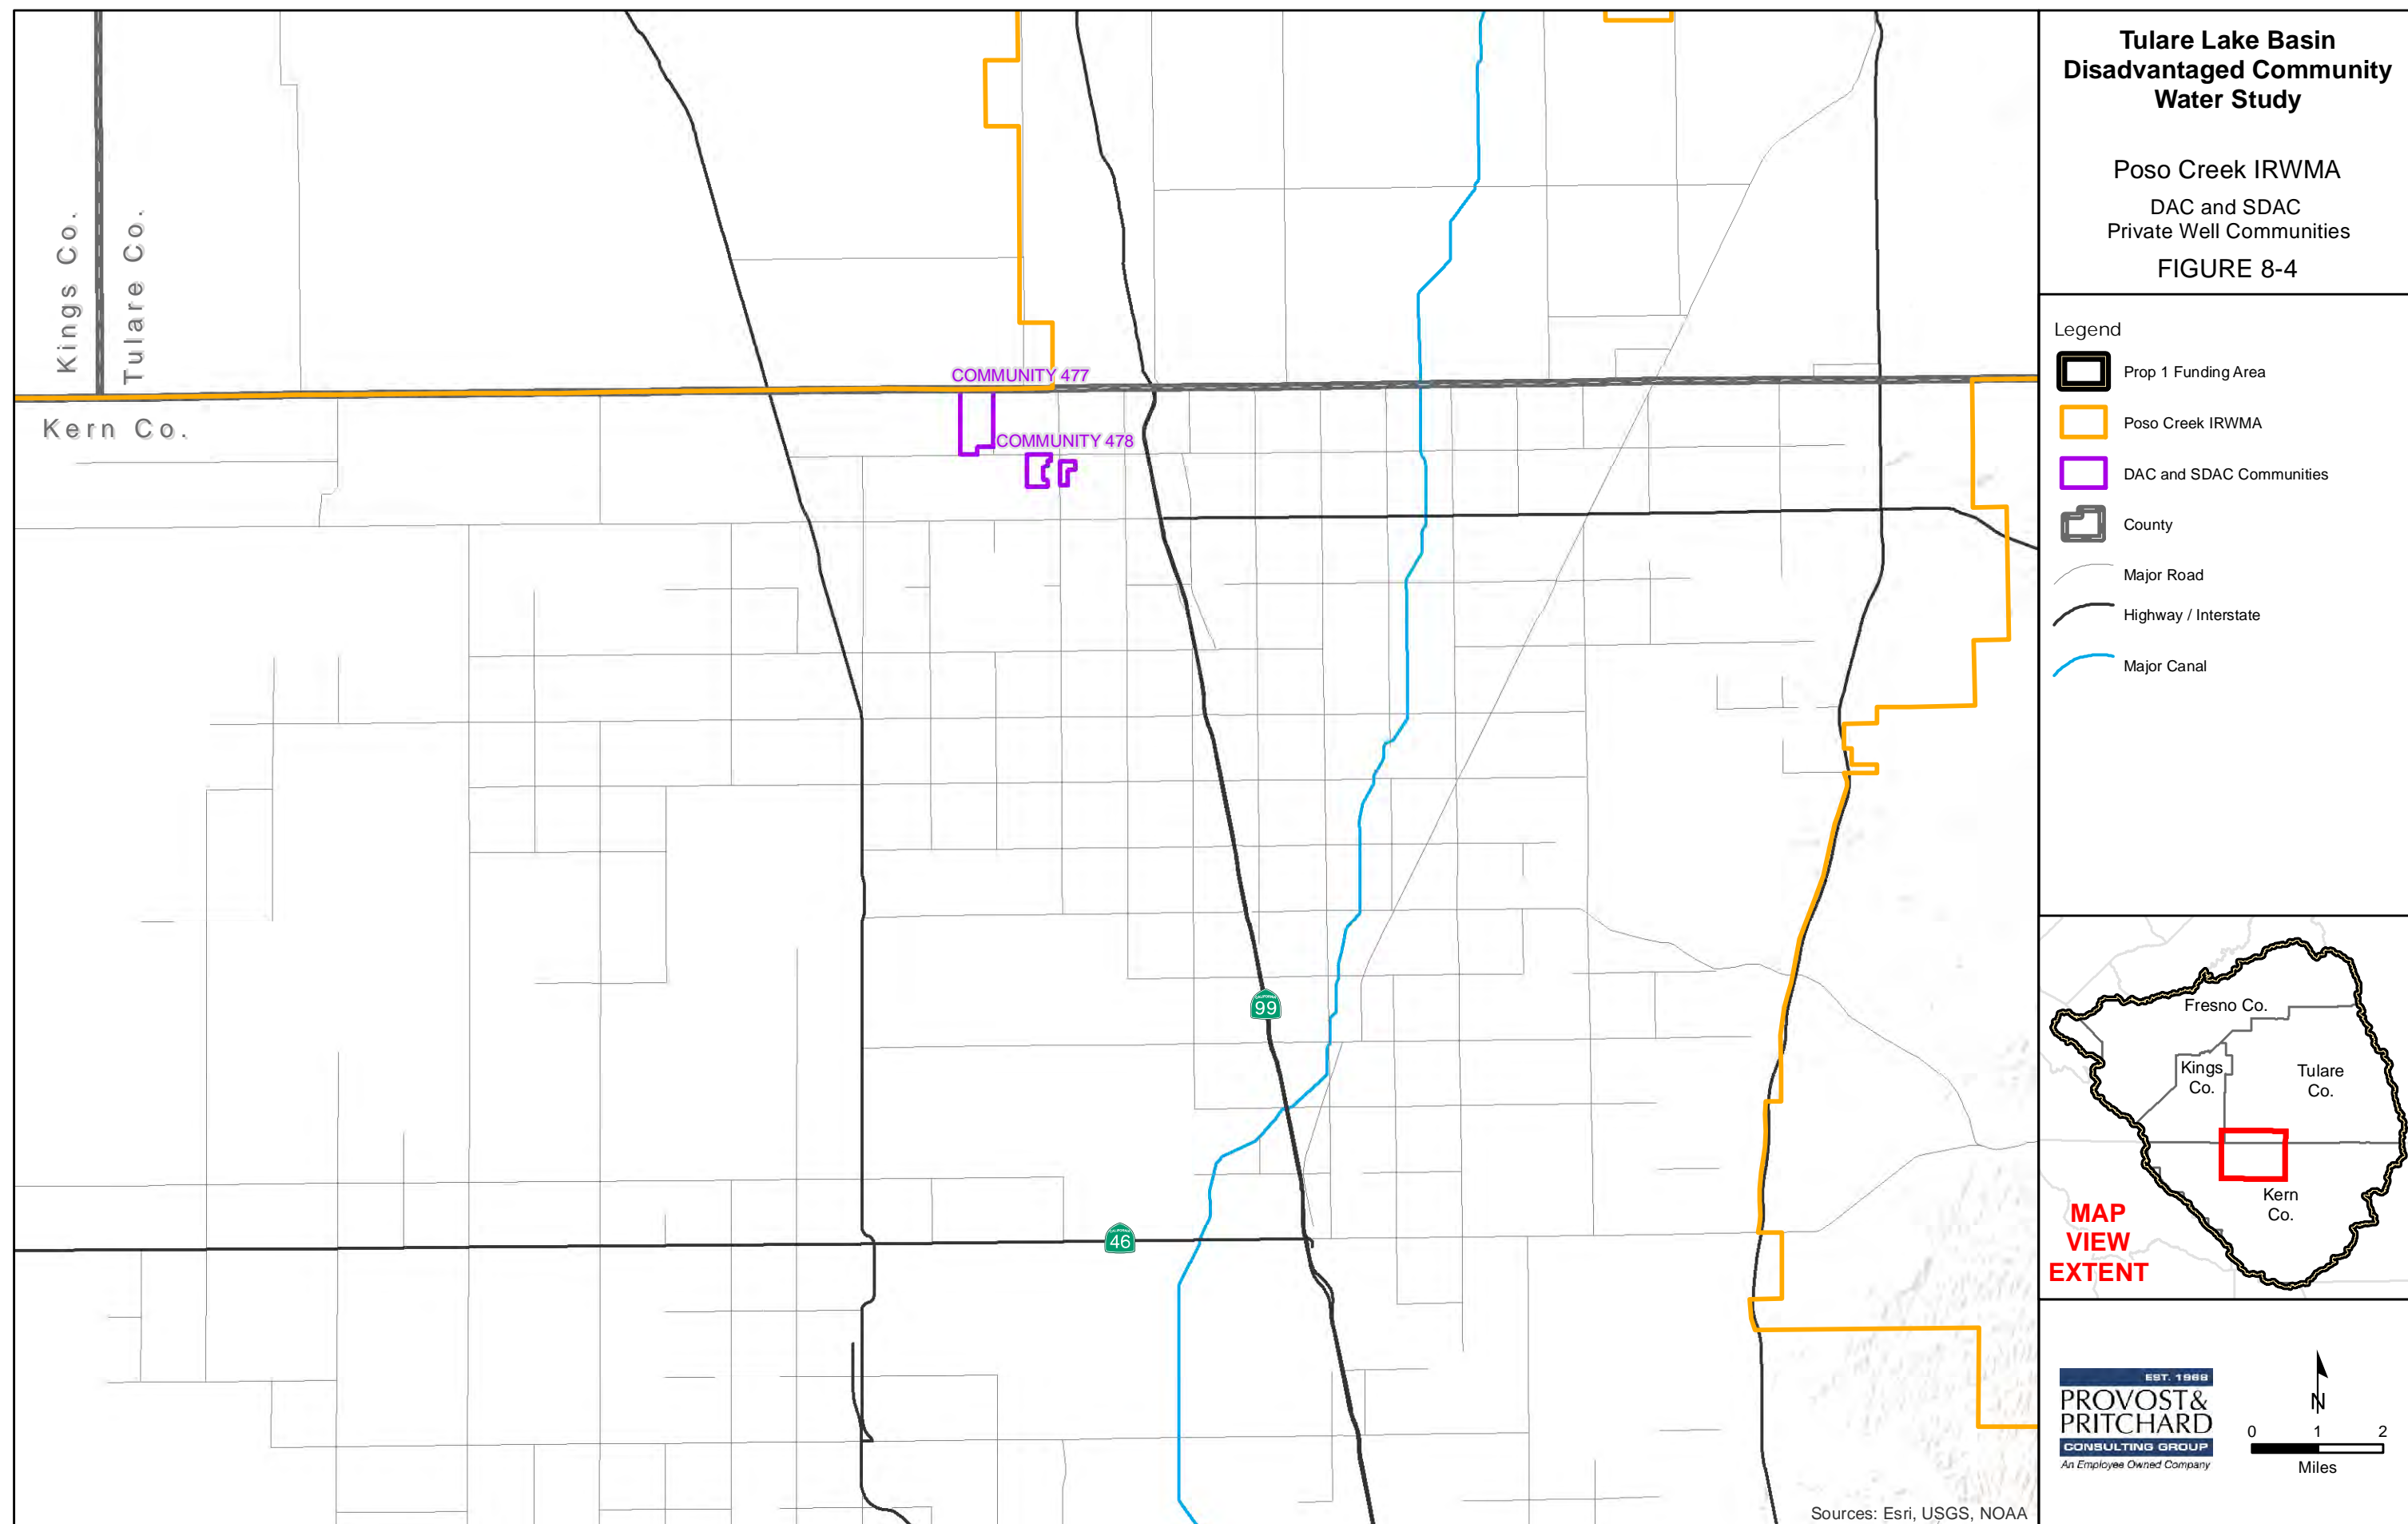 Tulare Lake Basin
Disadvantaged Community
Water Study
Poso Creek IRWMA
DAC and SDAC
Private Well Communities
FIGURE 8-4
Kings Co.
Tulare Co.
Kern Co.
COMMUNITY 477
COMMUNITY 478
99
46
Sources: Esri, USGS, NOAA
Legend
Prop 1 Funding Area
Poso Creek IRWMA
DAC and SDAC Communities
County
Major Road
Highway / Interstate
Major Canal
Fresno Co.
Kings
Co.
Tulare
Co.
Kern
Co.
MAP
VIEW
EXTENT
EST. 1968
PROVOST&
PRITCHARD
CONSULTING GROUP
An Employee Owned Company
N
0 1 2
Miles